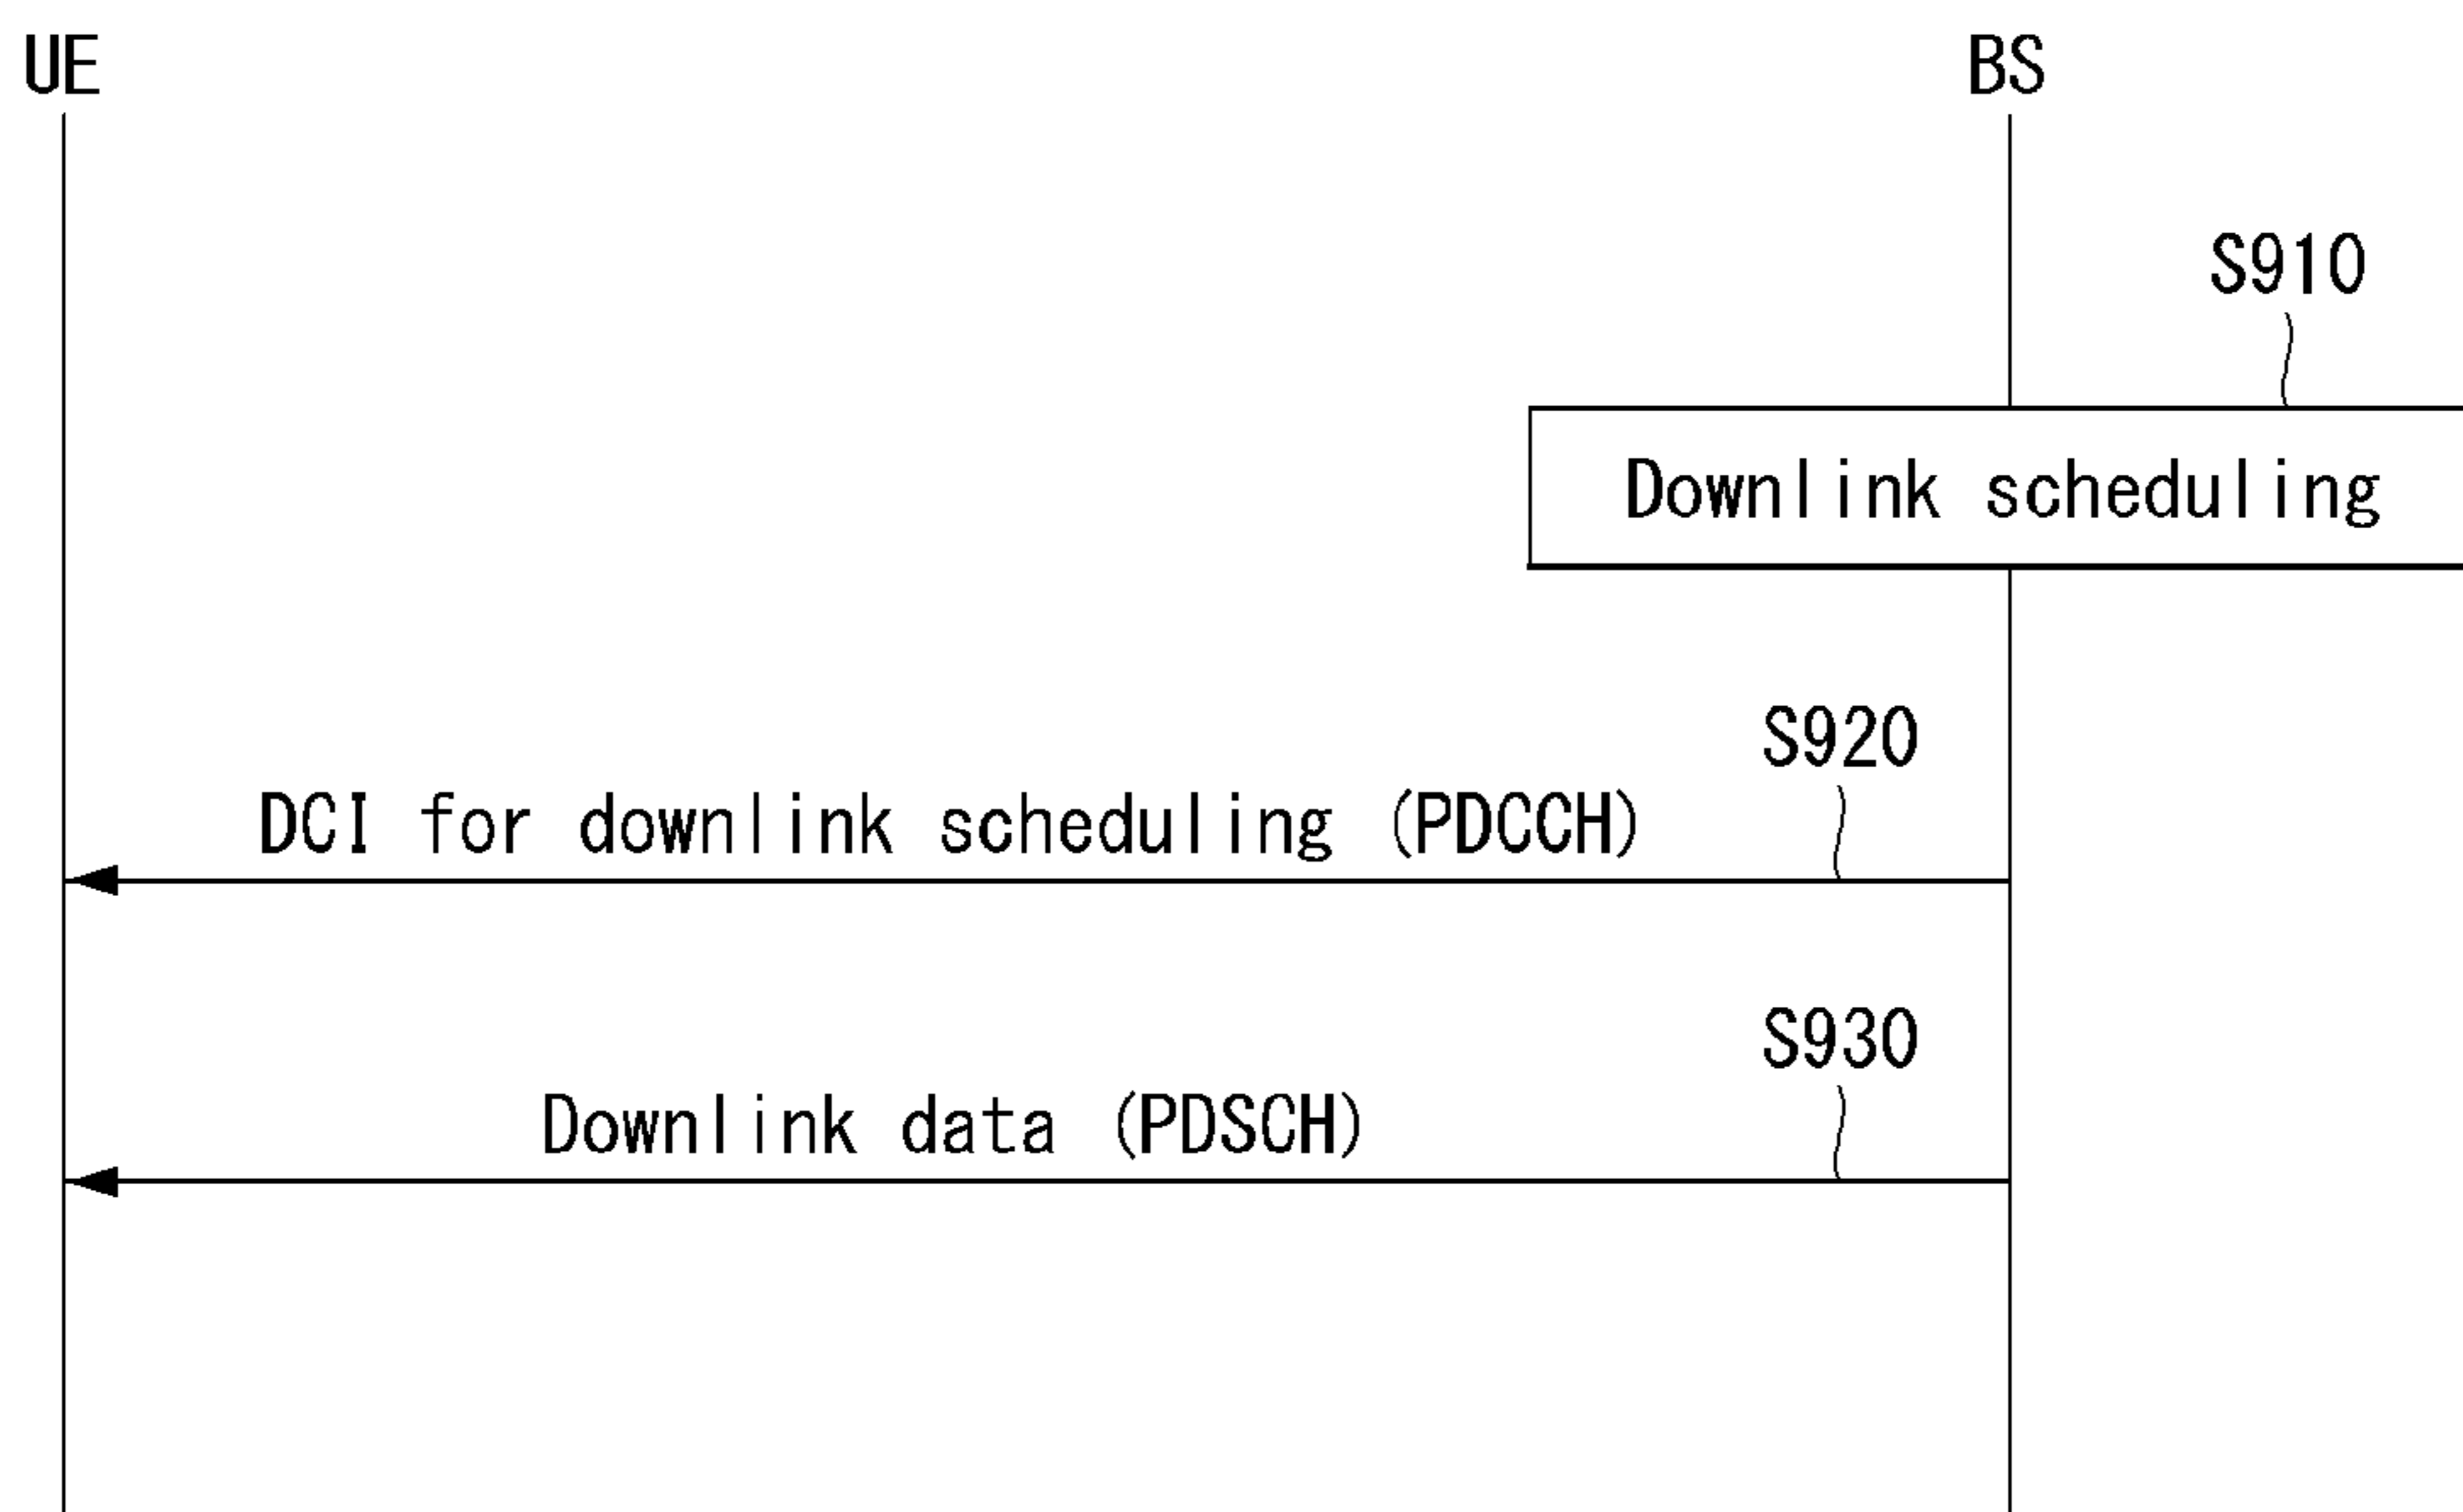 UE BS
S910
Downlink scheduling
S920
DCI for downlink scheduling (PDCCH)
S930
Downlink data (PDSCH)